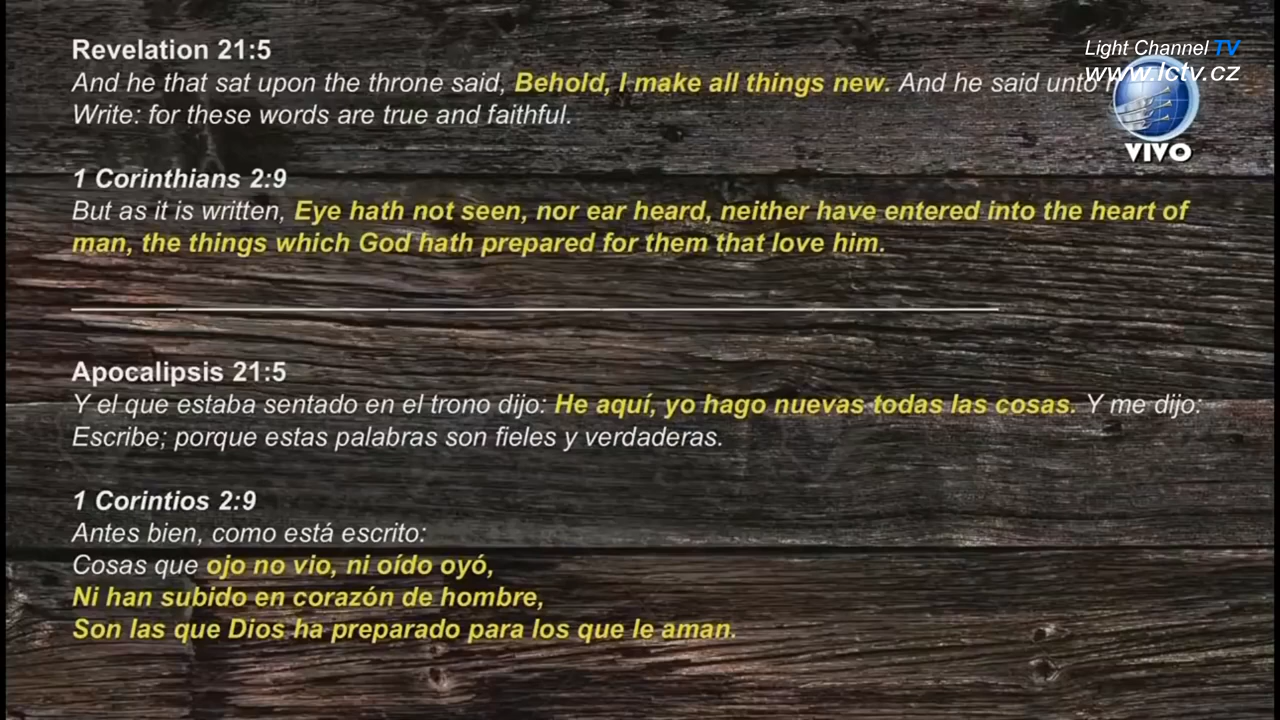 Revelation 21:5
And he that sat upon the throne said, Behold, I make all things new. And he said unto
Write: for these words are true and faithful.
1 Corinthians 2:9
But as it is written, Eye hath not seen, nor ear heard, neither have entered into the heart of
man, the things which God hath prepared for them that love him.
Apocalipsis 21:5
Y el que estaba sentado en el trono dijo: He aquí, yo hago nuevas todas las cosas. Y me dijo:
Escribe; porque estas palabras son fieles y verdaderas.
1 Corintios 2:9
Antes bien, como está escrito:
Cosas que ojo no vio, ni oído oyó,
Ni han subido en corazón de hombre,
Son las que Dios ha preparado para los que le aman.
Light Channel TV
www.lctv.cz
VIVO